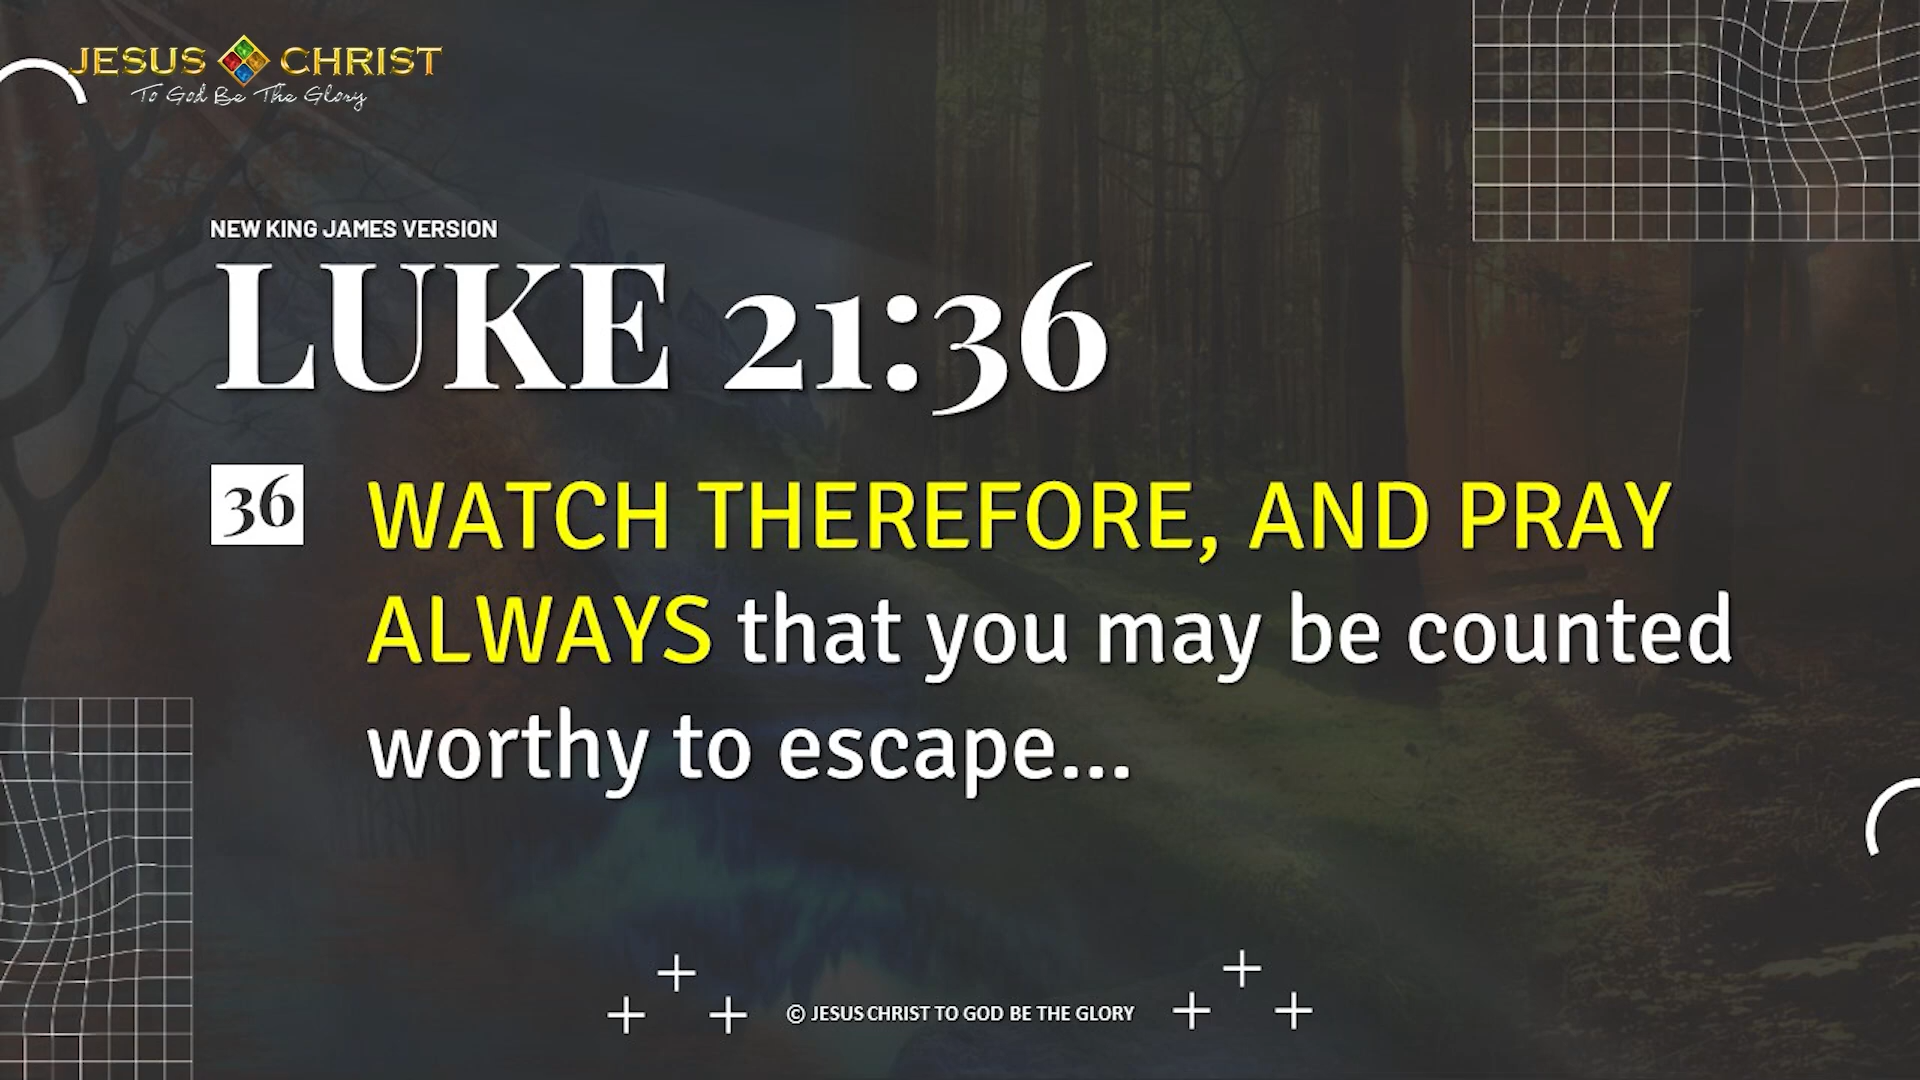 JESUS CHRIST
To God Be The Glory
NEW KING JAMES VERSION
LUKE 21:36
36 WATCH THEREFORE, AND PRAY
ALWAYS that you may be counted
worthy to escape...
© JESUS CHRIST TO GOD BE THE GLORY